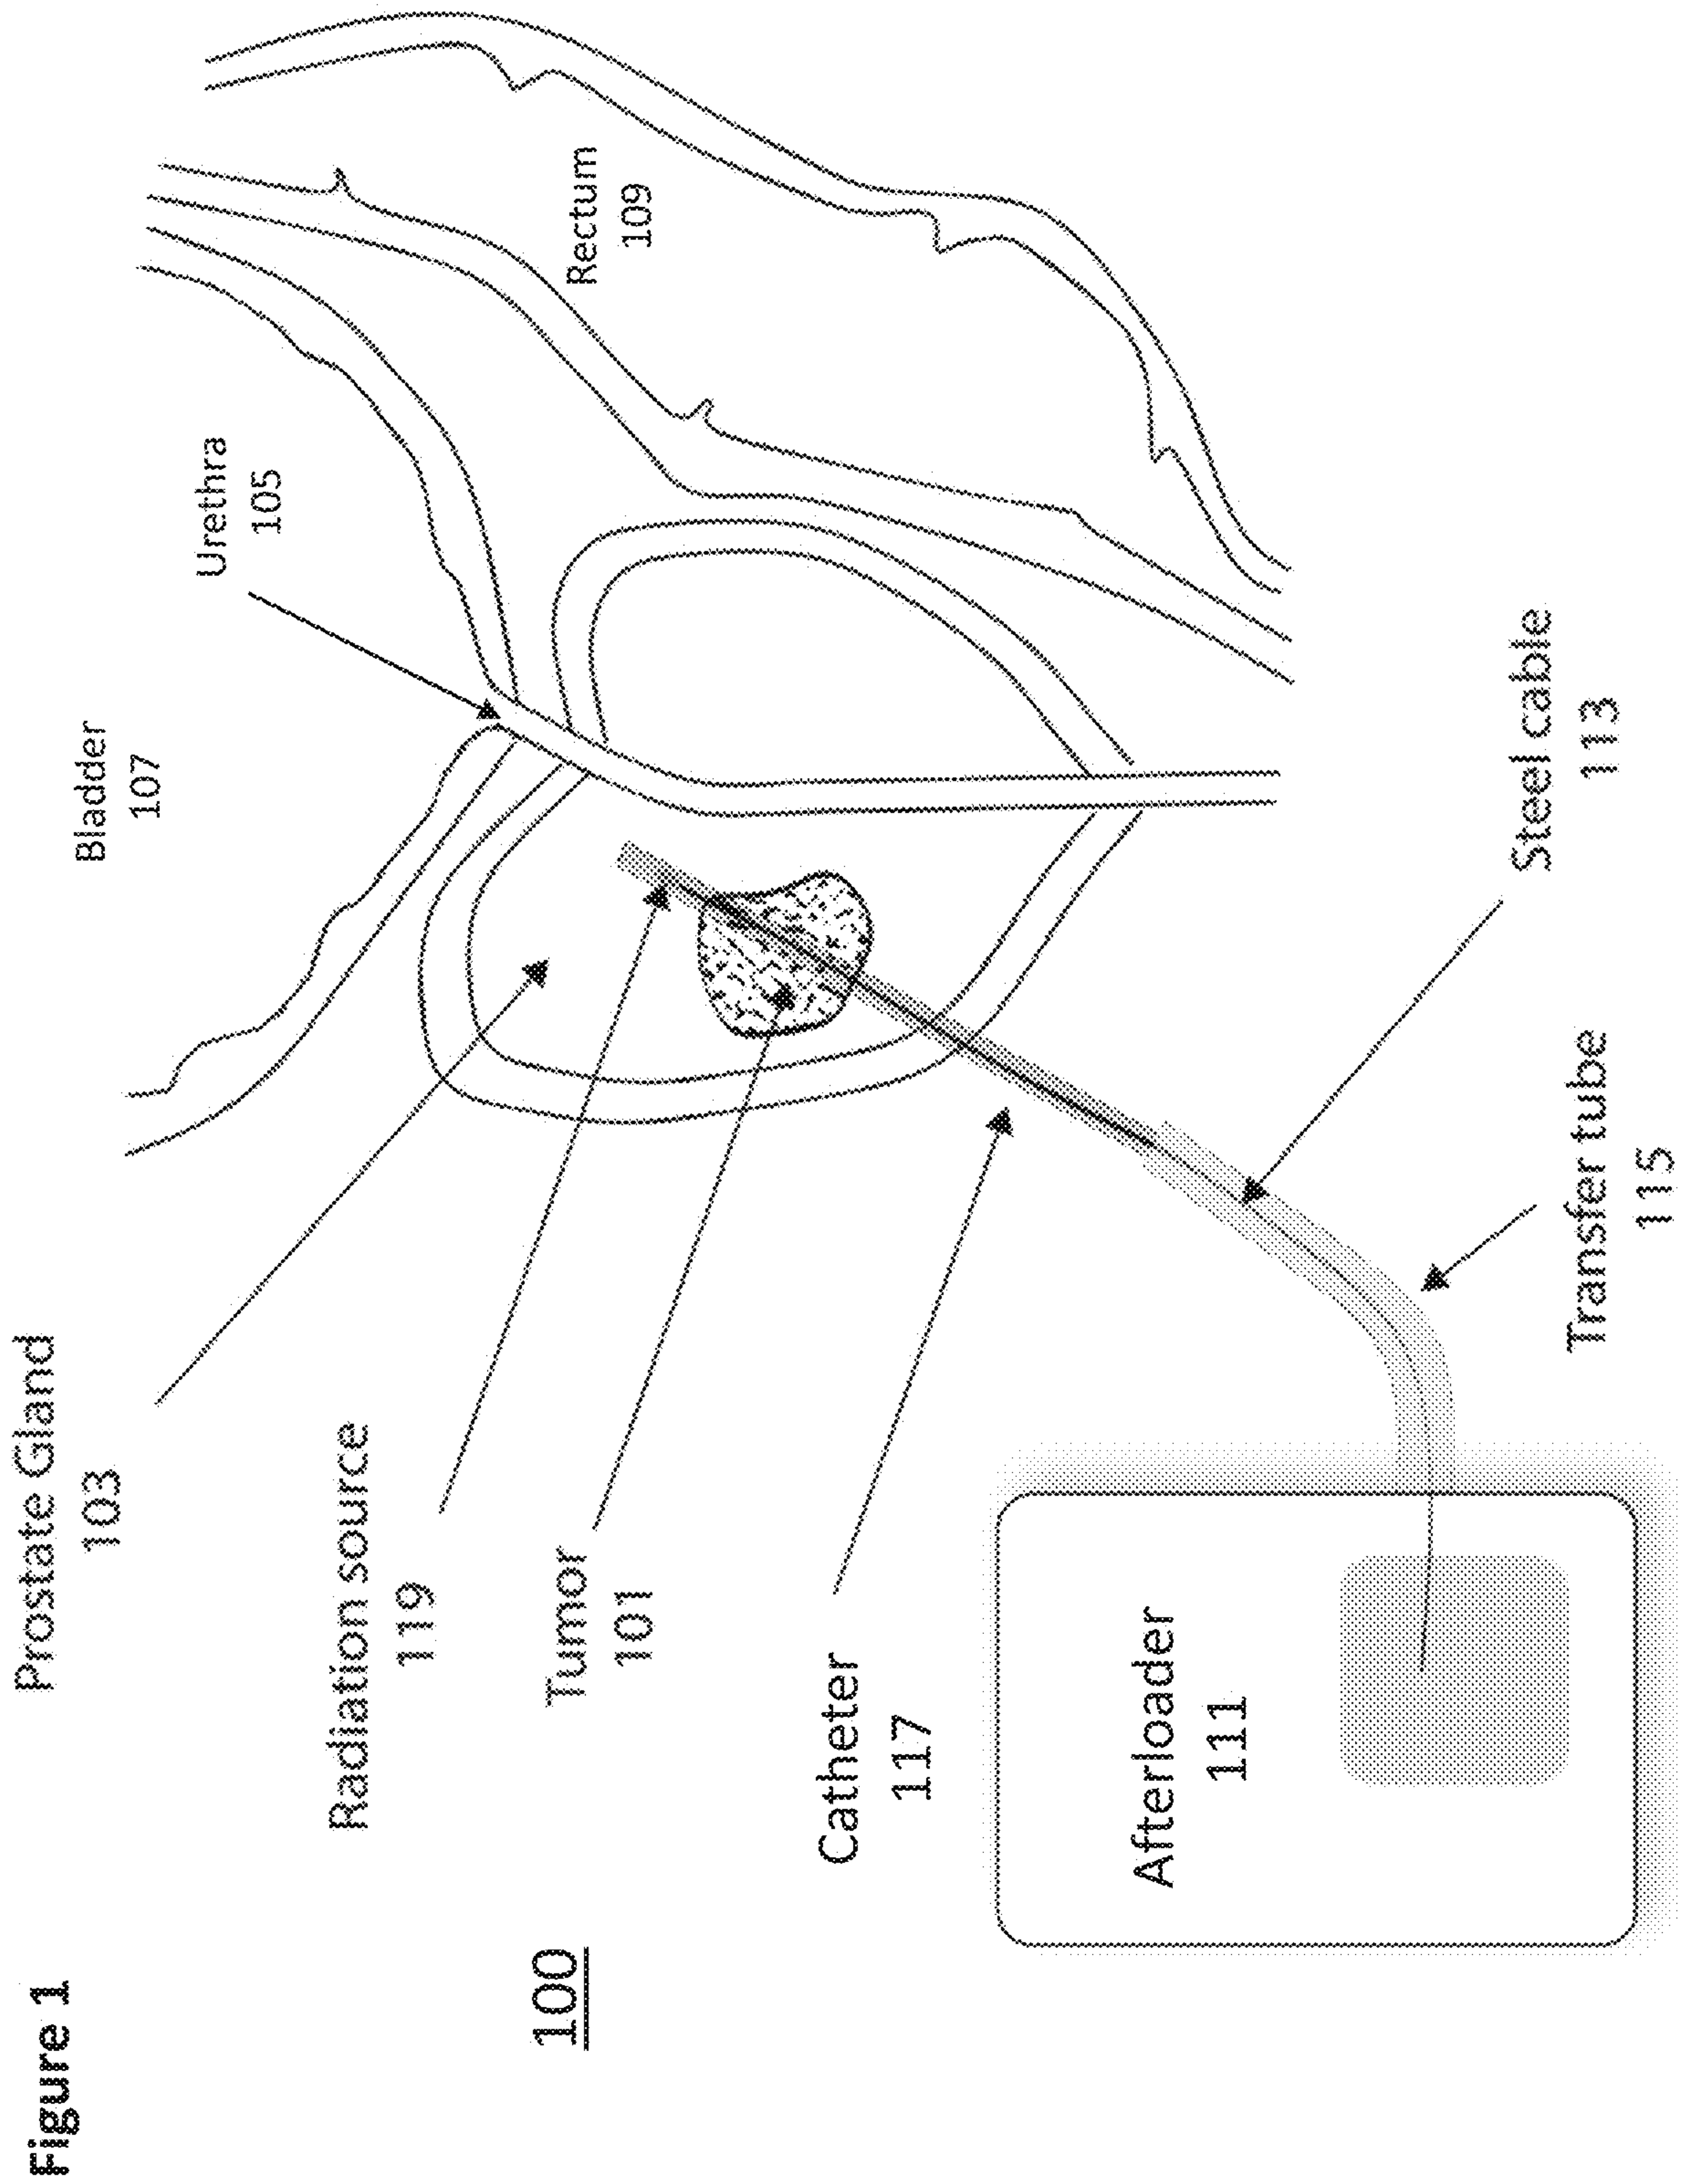 Figure 1
100
Prostate Gland
103
Radiation source
119
Tumor
101
Catheter
117
Afterloader
111
Bladder
107
Urethra
105
Rectum
109
Steel cable
113
Transfer tube
115